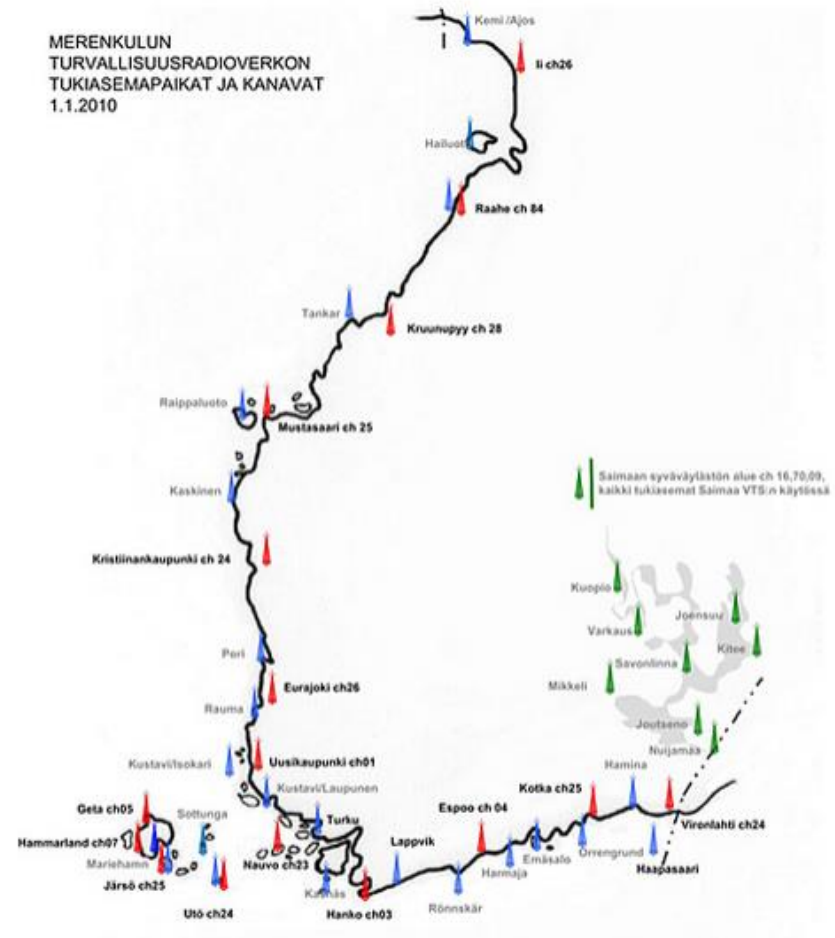 MERENKULUN
TURVALLISUUSRADIOVERKON
TUKIASEMAPAIKAT JA KANAVAT
1.1.2010
Kemi /Ajos
Ii ch26
Hailuoto
Raahe ch 84
Tankar
Kruunupyy ch 28
Raippaluoto
Mustasaari ch 25
Kaskinen
Saimaan syväväylästön alue ch 16,70,09,
kaikki tukiasemat Saimaa VTS:n käytössä
Kristiinankaupunki ch 24
Kuopio
Joensuu
Varkaus
Kitee
Savonlinna
Mikkeli
Pori
Eurajoki ch26
Rauma
Joutseno
Nuijamaa
Kustavi/Isokari
Uusikaupunki ch01
Hamina
Kustavi/Laupunen
Kotka ch25
Geta ch05
Sottunga
Turku
Espoo ch 04
Vironlahti ch24
Hammarland ch07
Lappvik
Mariehamn
Nauvo ch23
Emäsalo
Orrengrund
Harmaja
Haapasaari
Järsö ch25
Kasnäs
Utö ch24
Hanko ch03
Rönnskär